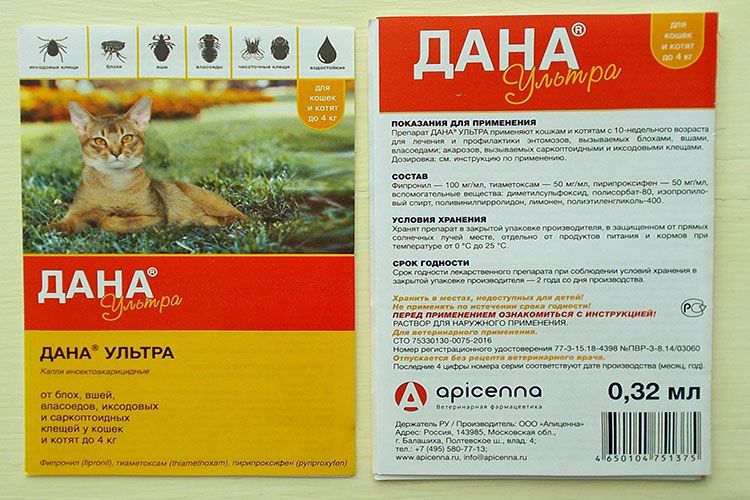 иксодовые клещи блохи вши власоеды чесоточные клещи водостойкие
для
кошек
и котят
до 4 кг
ДАНА®
Ультра
ДАНА® УЛЬТРА
Капли инсектоакарицидные
от блох, вшей,
власоедов, иксодовых
и саркоптоидных
клещей у кошек
и котят до 4 кг
Фипронил (fipronil), тиаметоксам (thiamethoxam), пирипроксифен (pyriproxyfen)
ДАНА®
Ультра
для
кошек
и котят
до 4 кг
ПОКАЗАНИЯ ДЛЯ ПРИМЕНЕНИЯ
Препарат ДАНА® УЛЬТРА применяют кошкам и котятам с 10-недельного возраста
для лечения и профилактики энтомозов, вызываемых блохами, вшами,
власоедами; акарозов, вызываемых саркоптоидными и иксодовыми клещами.
Дозировка: см. инструкцию по применению.
СОСТАВ
Фипронил — 100 мг/мл, тиаметоксам — 50 мг/мл, пирипроксифен — 50 мг/мл,
вспомогательные вещества: диметилсульфоксид, полисорбат-80, изопропило-
вый спирт, поливинилпирролидон, лимонен, полиэтиленгликоль-400.
УСЛОВИЯ ХРАНЕНИЯ
Хранят препарат в закрытой упаковке производителя, в защищенном от прямых
солнечных лучей месте, отдельно от продуктов питания и кормов при
температуре от 0 °С до 25 °С.
СРОК ГОДНОСТИ
Срок годности лекарственного препарата при соблюдении условий хранения в
закрытой упаковке производителя — 2 года со дня производства.
Хранить в местах, недоступных для детей!
Не применять по истечении срока годности!
ПЕРЕД ПРИМЕНЕНИЕМ ОЗНАКОМИТЬСЯ С ИНСТРУКЦИЕЙ!
РАСТВОР ДЛЯ НАРУЖНОГО ПРИМЕНЕНИЯ.
Для ветеринарного применения.
СТО 75330130-0075-2016
Номер регистрационного удостоверения 77-3-15.18-4398 №ПВР-3-8.14/03060
Отпускается без рецепта ветеринарного врача.
Последние 4 цифры номера серии соответствуют дате производства (месяц, год).
apicenna
Ветеринарная фармацевтика
0,32 мл
Держатель РУ / Производитель: ООО «Апиценна»
Адрес: Россия, 143985, Московская обл.,
г. Балашиха, Полтевское ш., влад. 4;
тел.: +7 (495) 580-77-13;
www.apicenna.ru, info@apicenna.ru
4 650104 751375